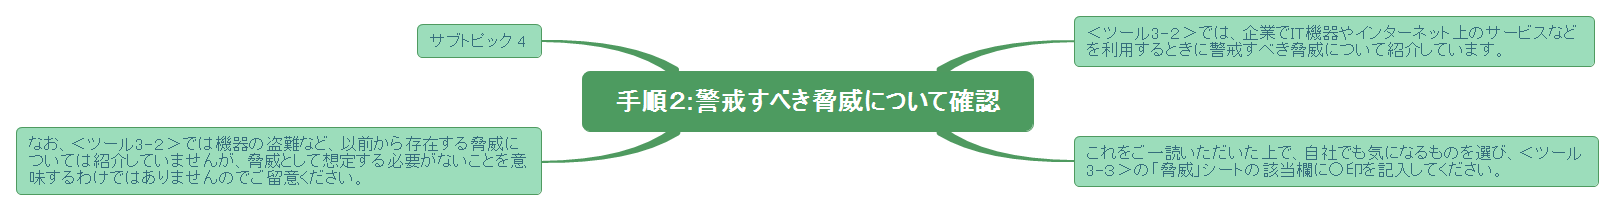 手順２:警戒すべき脅威について確認
＜ツール3-２＞では、企業でIT機器やインターネット上のサービスなど
を利用するときに警戒すべき脅威について紹介しています。
これをご一読いただいた上で、自社でも気になるものを選び、＜ツール
3-３＞の「脅威」シートの該当欄に○印を記入してください。
なお、＜ツール3-２＞では機器の盗難など、以前から存在する脅威に
ついては紹介していませんが、脅威として想定する必要がないことを意
味するわけではありませんのでご留意ください。
サブトピック 4